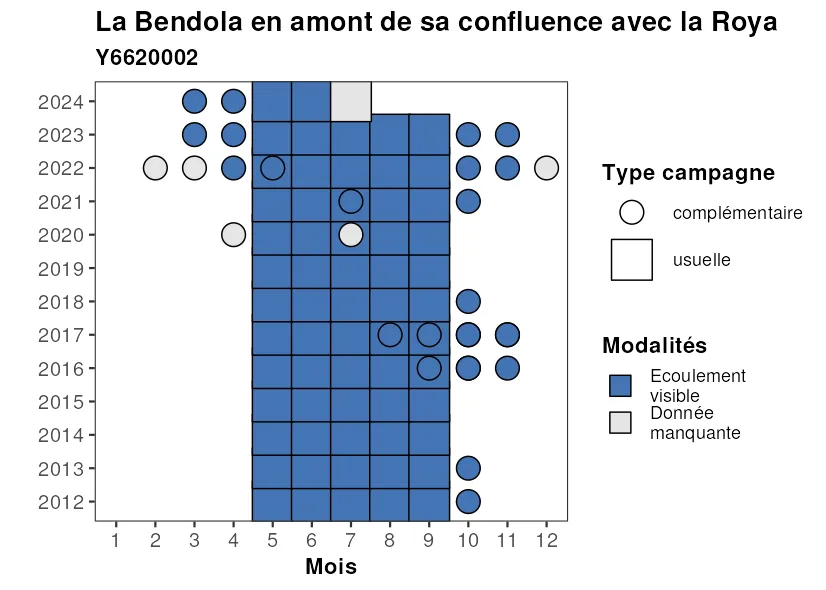 La Bendola en amont de sa confluence avec la Roya
Y6620002
2024
2023
2022
2021
2020
2019
2018
2017
2016
2015
2014
2013
2012
1 2 3 4 5 6 7 8 9 10 11 12
Mois
Type campagne
complémentaire
usuelle
Modalités
Ecoulement
visible
Donnée
manquante